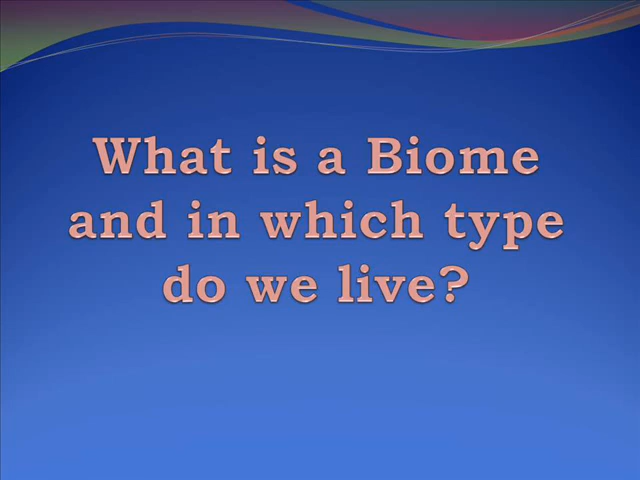 What is a Biome
and in which type
do we live?